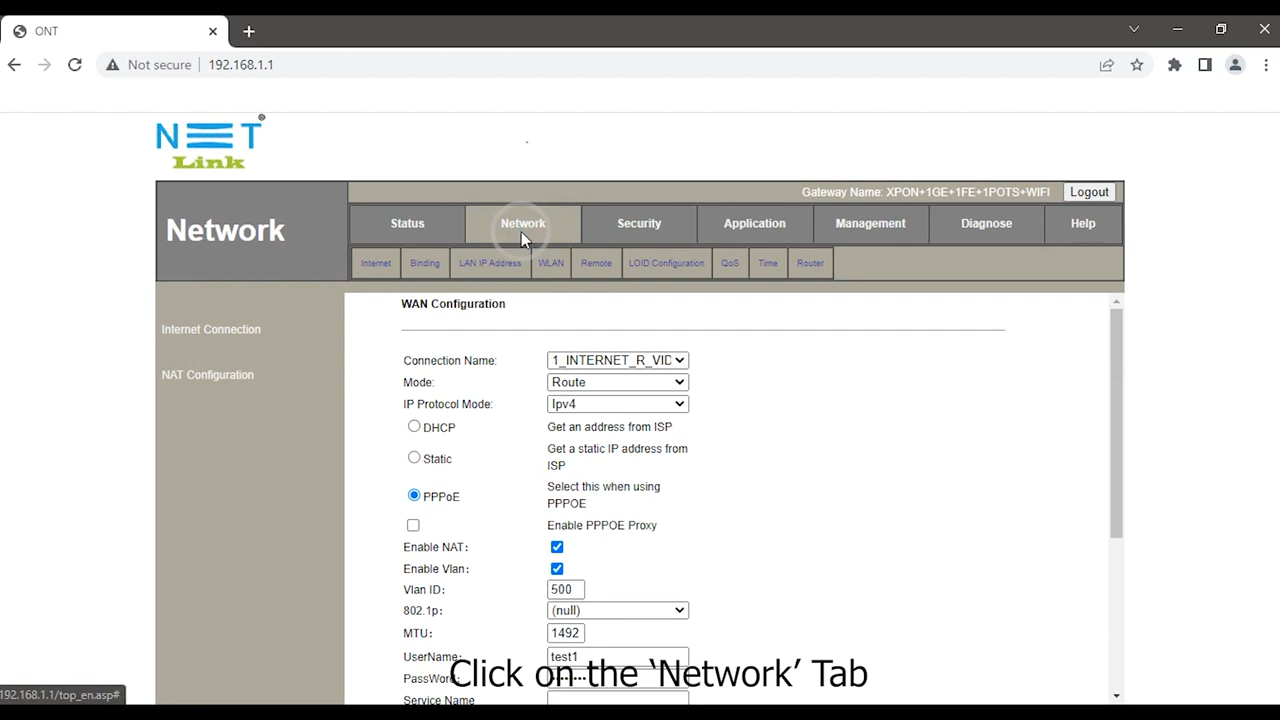 ONT
Not secure 192.168.1.1
NET
Link
Gateway Name: XPON+1GE+1FE+1POTS+WIFI Logout
Network
Status Network Security Application Management Diagnose Help
Internet Binding LAN IP Address WLAN Remote LOID Configuration QoS Time Router
Internet Connection
NAT Configuration
WAN Configuration
Connection Name: 1_INTERNET_R_VID
Mode: Route
IP Protocol Mode: Ipv4
DHCP Get an address from ISP
Static Get a static IP address from
ISP
PPPoE Select this when using
PPPOE
Enable PPPOE Proxy
Enable NAT:
Enable Vlan:
Vlan ID: 500
802.1p: (null)
MTU: 1492
UserName: test1
PassWord:
Service Name
Click on the ‘Network’ Tab
192.168.1.1/top_en.asp#